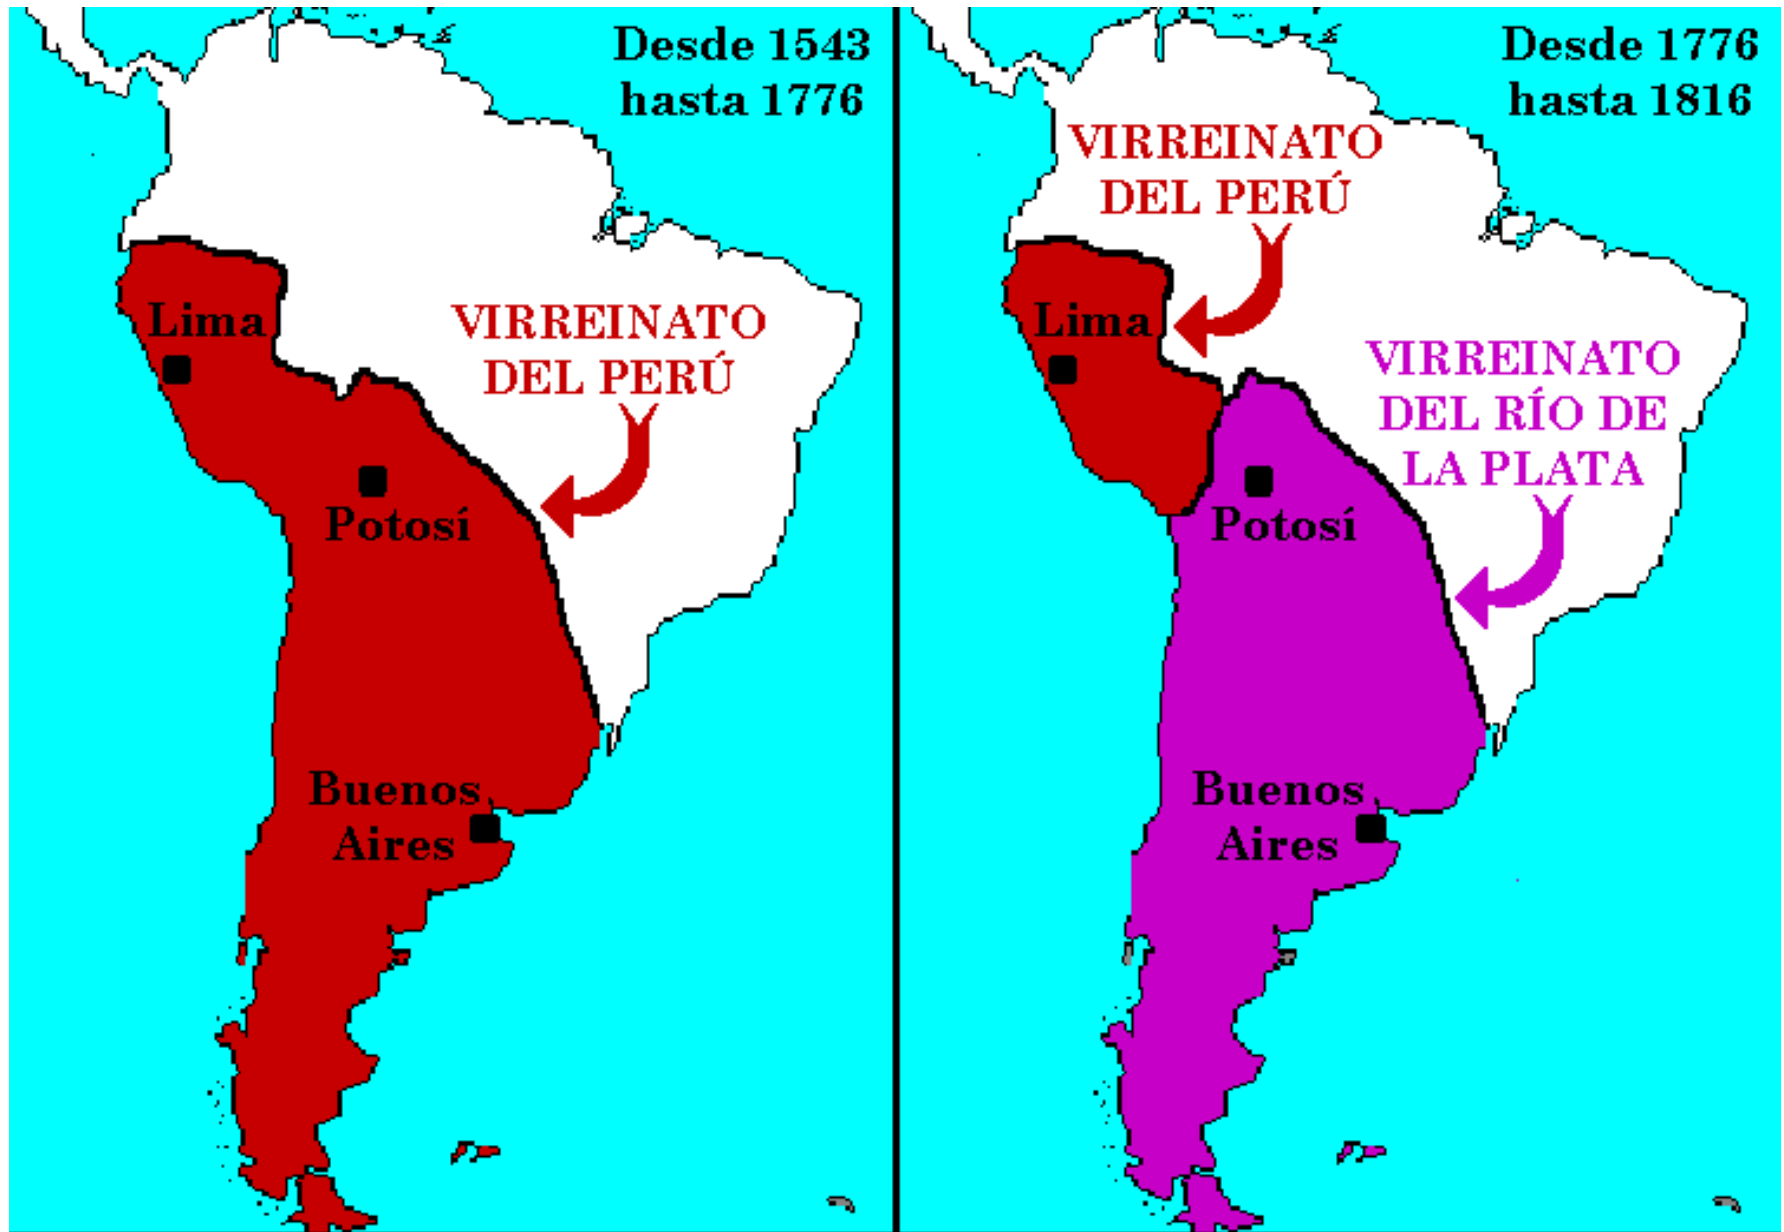 Desde 1543
hasta 1776
VIRREINATO
DEL PERÚ
Lima
Potosí
Buenos
Aires
Desde 1776
hasta 1816
VIRREINATO
DEL PERÚ
Lima
VIRREINATO
DEL RÍO DE
LA PLATA
Potosí
Buenos
Aires